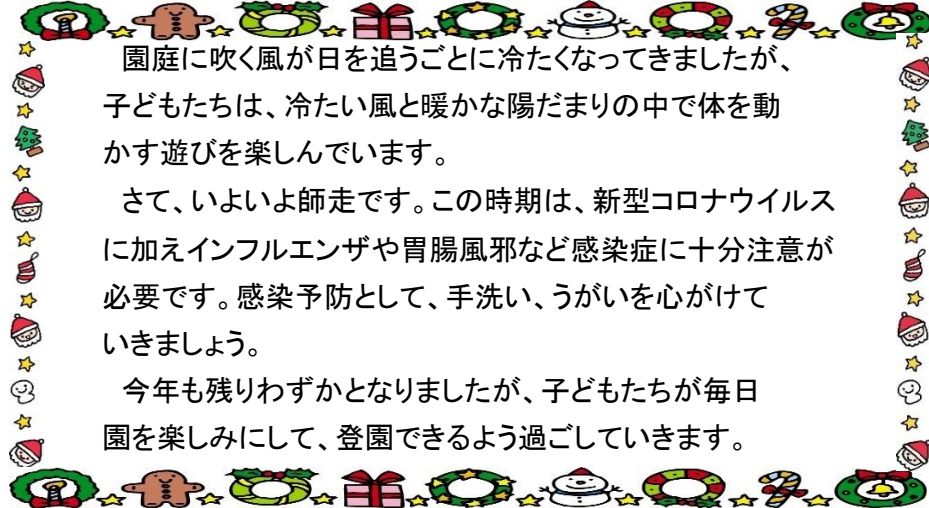 園庭に吹く風が日を追うごとに冷たくなってきましたが、
子どもたちは、冷たい風と暖かな陽だまりの中で体を動
かす遊びを楽しんでいます。
さて、いよいよ師走です。この時期は、新型コロナウイルス
に加えインフルエンザや胃腸風邪など感染症に十分注意が
必要です。感染予防として、手洗い、うがいを心がけて
いきましょう。
今年も残りわずかとなりましたが、子どもたちが毎日
園を楽しみにして、登園できるよう過ごしていきます。